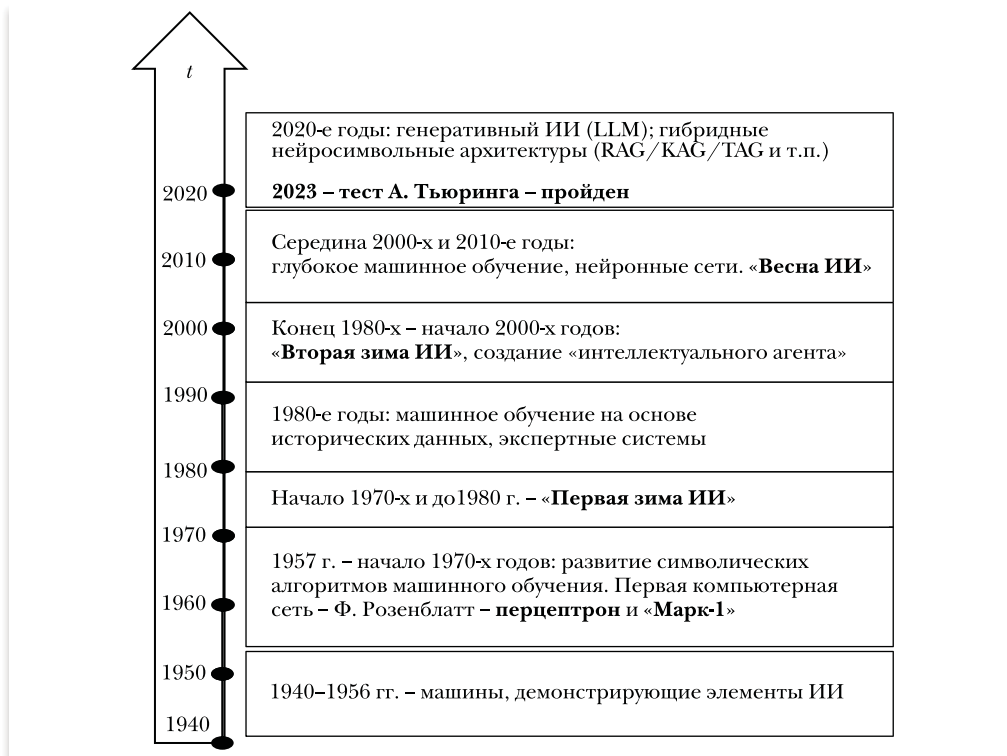 t
2020-е годы: генеративный ИИ (LLM); гибридные
нейросимвольные архитектуры (RAG/KAG/TAG и т.п.)
2023 – тест А. Тьюринга – пройден
2020
Середина 2000-х и 2010-е годы:
глубокое машинное обучение, нейронные сети. «Весна ИИ»
2010
Конец 1980-х – начало 2000-х годов:
«Вторая зима ИИ», создание «интеллектуального агента»
2000
1990
1980-е годы: машинное обучение на основе
исторических данных, экспертные системы
1980
Начало 1970-х и до1980 г. – «Первая зима ИИ»
1970
1957 г. – начало 1970-х годов: развитие символических
алгоритмов машинного обучения. Первая компьютерная
сеть – Ф. Розенблатт – перцептрон и «Марк-1»
1960
1950
1940–1956 гг. – машины, демонстрирующие элементы ИИ
1940